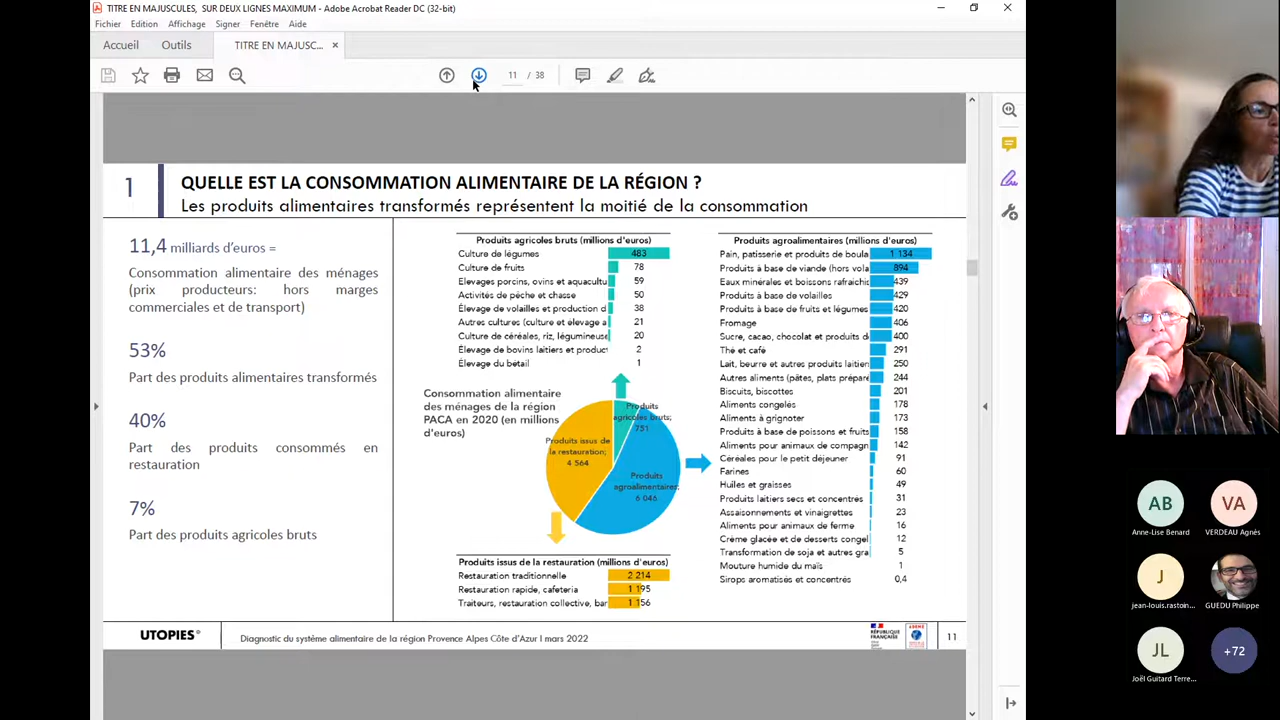 TITRE EN MAJUSCULES, SUR DEUX LIGNES MAXIMUM - Adobe Acrobat Reader DC (32-bit)
Fichier Edition Affichage Signer Fenêtre Aide
Accueil Outils TITRE EN MAJUSC... ×
11 / 38
1
QUELLE EST LA CONSOMMATION ALIMENTAIRE DE LA RÉGION ?
Les produits alimentaires transformés représentent la moitié de la consommation
11,4 milliards d'euros =
Consommation alimentaire des ménages
(prix producteurs: hors marges
commerciales et de transport)
53%
Part des produits alimentaires transformés
40%
Part des produits consommés en
restauration
7%
Part des produits agricoles bruts
Produits agricoles bruts (millions d'euros)
Culture de légumes 483
Culture de fruits 78
Elevages porcins, ovins et aquacultu 59
Activités de pêche et chasse 50
Élevage de volailles et production d 38
Autres cultures (culture et élevage a 21
Culture de céréales, riz, légumineuse 20
Élevage de bovins laitiers et produc 2
Élevage du bétail 1
Consommation alimentaire
des ménages de la région
PACA en 2020 (en millions
d'euros)
Produits
agricoles bruts;
751
Produits issus de
la restauration;
4 564
Produits
agroalimentaires;
6 046
Produits issus de la restauration (millions d'euros)
Restauration traditionnelle 2 214
Restauration rapide, cafeteria 1 195
Traiteurs, restauration collective, bar 1 156
Produits agroalimentaires (millions d'euros)
Pain, patisserie et produits de boula 1 134
Produits à base de viande (hors vola 894
Eaux minérales et boissons rafraichis 439
Produits à base de volailles 429
Produits à base de fruits et légumes 420
Fromage 406
Sucre, cacao, chocolat et produits d 400
Thé et café 291
Lait, beurre et autres produits laitien 250
Autres aliments (pâtes, plats prépare 244
Biscuits, biscottes 201
Aliments congelés 178
Aliments à grignoter 173
Produits à base de poissons et fruits 158
Aliments pour animaux de compagn 142
Céréales pour le petit déjeuner 91
Farines 60
Huiles et graisses 49
Produits laitiers secs et concentrés 31
Assaisonnements et vinaigrettes 23
Aliments pour animaux de ferme 16
Crème glacée et de desserts congel 12
Transformation de soja et autres gra 5
Mouture humide du maïs 1
Sirops aromatisés et concentrés 0,4
UTOPIES®
Diagnostic du système alimentaire de la région Provence Alpes Côte d'Azur I mars 2022
RÉPUBLIQUE
FRANÇAISE
ADEME
11
AB
Anne-Lise Benard
VA
VERDEAU Agnès
J
jean-louis.rastoin...
GUEDU Philippe
JL
Joël Guitard Terre...
+72